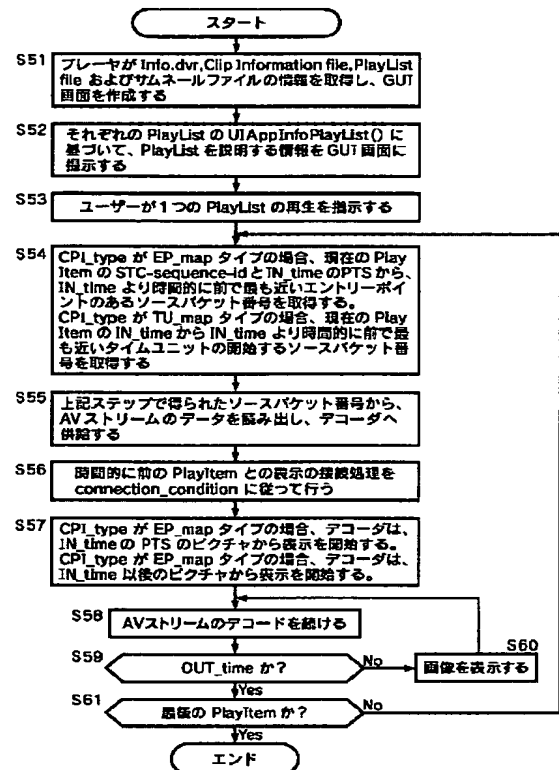 スタート
S51
プレーヤが Info.dvr,Clip Information file,PlayList
file およびサムネールファイルの情報を取得し、GUT
画面を作成する
S52
それぞれの PlayList の UIAppInfoPlayList() に
基づいて、PlayList を説明する情報をGUT 画面に
提示する
S53
ユーザーが１つの PlayList の再生を指示する
S54
CPI_type が EP_map タイプの場合、現在の Play
Item の STC-sequence-id と IN_time のPTS から、
IN_time より時間的に前で最も近いエントリーポイ
ントのあるソースパケット番号を取得する。
CPI_type が TU_map タイプの場合、現在の Play
Item の IN_time から IN_time より時間的に前で最
も近いタイムユニットの開始するソースパケット番
号を取得する
S55
上記ステップで得られたソースパケット番号から、
AVストリームのデータを読み出し、デコーダへ
供給する
S56
時間的に前の PlayItem との表示の接続処理を
connection_condition に従って行う
S57
CPI_type が EP_map タイプの場合、デコーダは、
IN_time の PTS のピクチャから表示を開始する。
CPI_type が EP_map タイプの場合、デコーダは、
IN_time 以後のピクチャから表示を開始する。
S58
AVストリームのデコードを続ける
S59
OUT_time か？
No
S60
画像を表示する
Yes
S61
最後の PlayItem か？
No
Yes
エンド